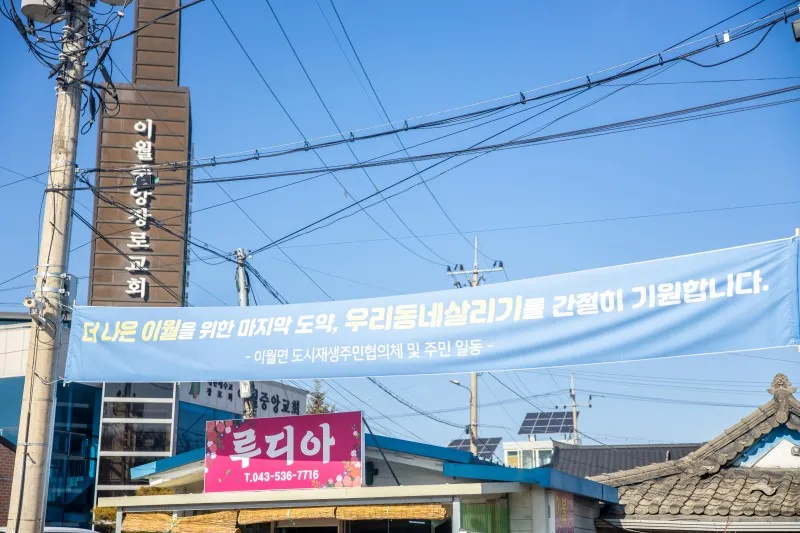 이월중앙장로교회
더 나은 이월을 위한 마지막 도약, 우리동네살리기를 간절히 기원합니다.
- 이월면 도시재생주민협의체 및 주민 일동 -
이월중앙교회
루디아
T.043-536-7716